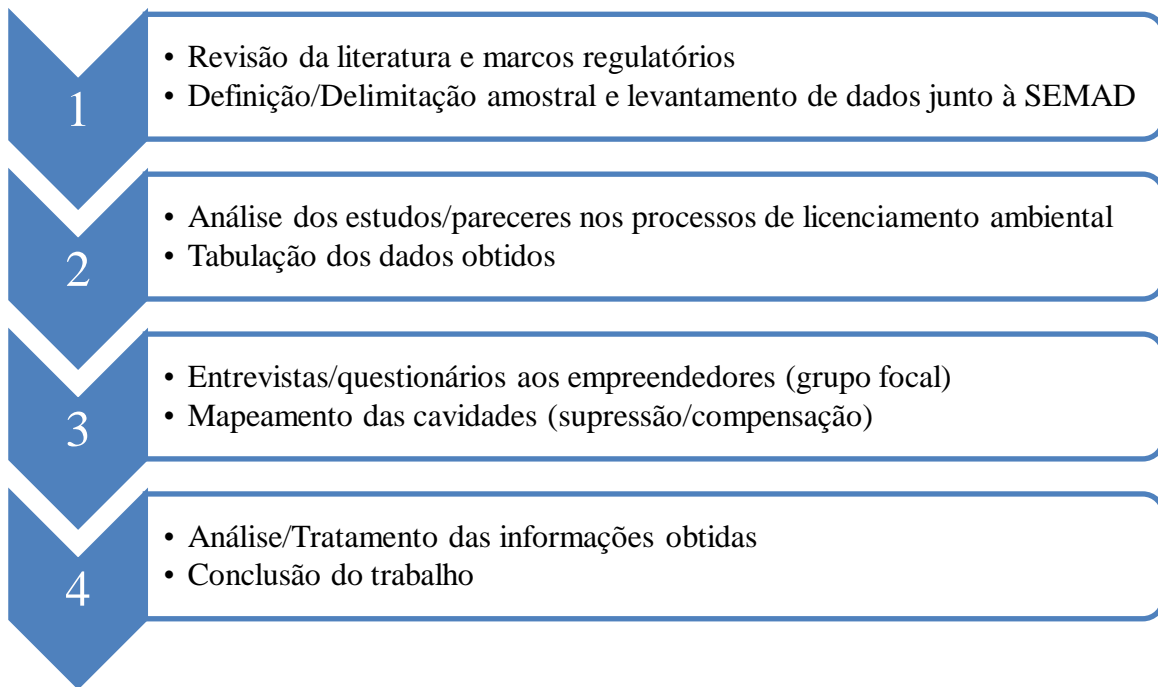 1
• Revisão da literatura e marcos regulatórios
• Definição/Delimitação amostral e levantamento de dados junto à SEMAD
2
• Análise dos estudos/pareceres nos processos de licenciamento ambiental
• Tabulação dos dados obtidos
3
• Entrevistas/questionários aos empreendedores (grupo focal)
• Mapeamento das cavidades (supressão/compensação)
4
• Análise/Tratamento das informações obtidas
• Conclusão do trabalho